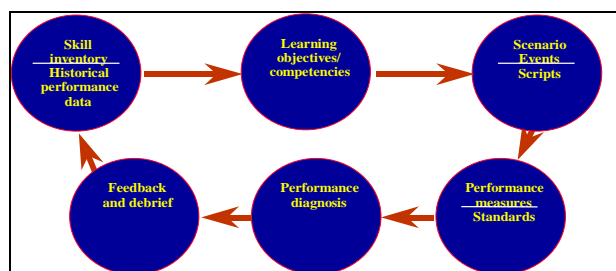 Skill
inventory
Historical
performance
data
Learning
objectives/
competencies
Scenario
Events
Scripts
Performance
measures
Standards
Performance
diagnosis
Feedback
and debrief